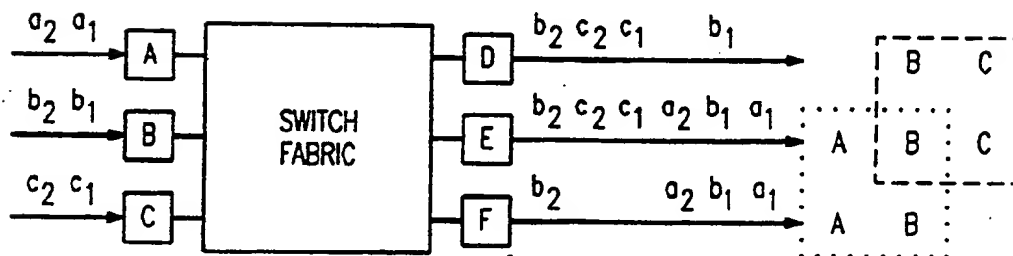 a₂ a₁ A D b₂ c₂ c₁ b₁ B C
b₂ b₁ B SWITCH FABRIC E b₂ c₂ c₁ a₂ b₁ a₁ A B C
c₂ c₁ C F b₂ a₂ b₁ a₁ A B